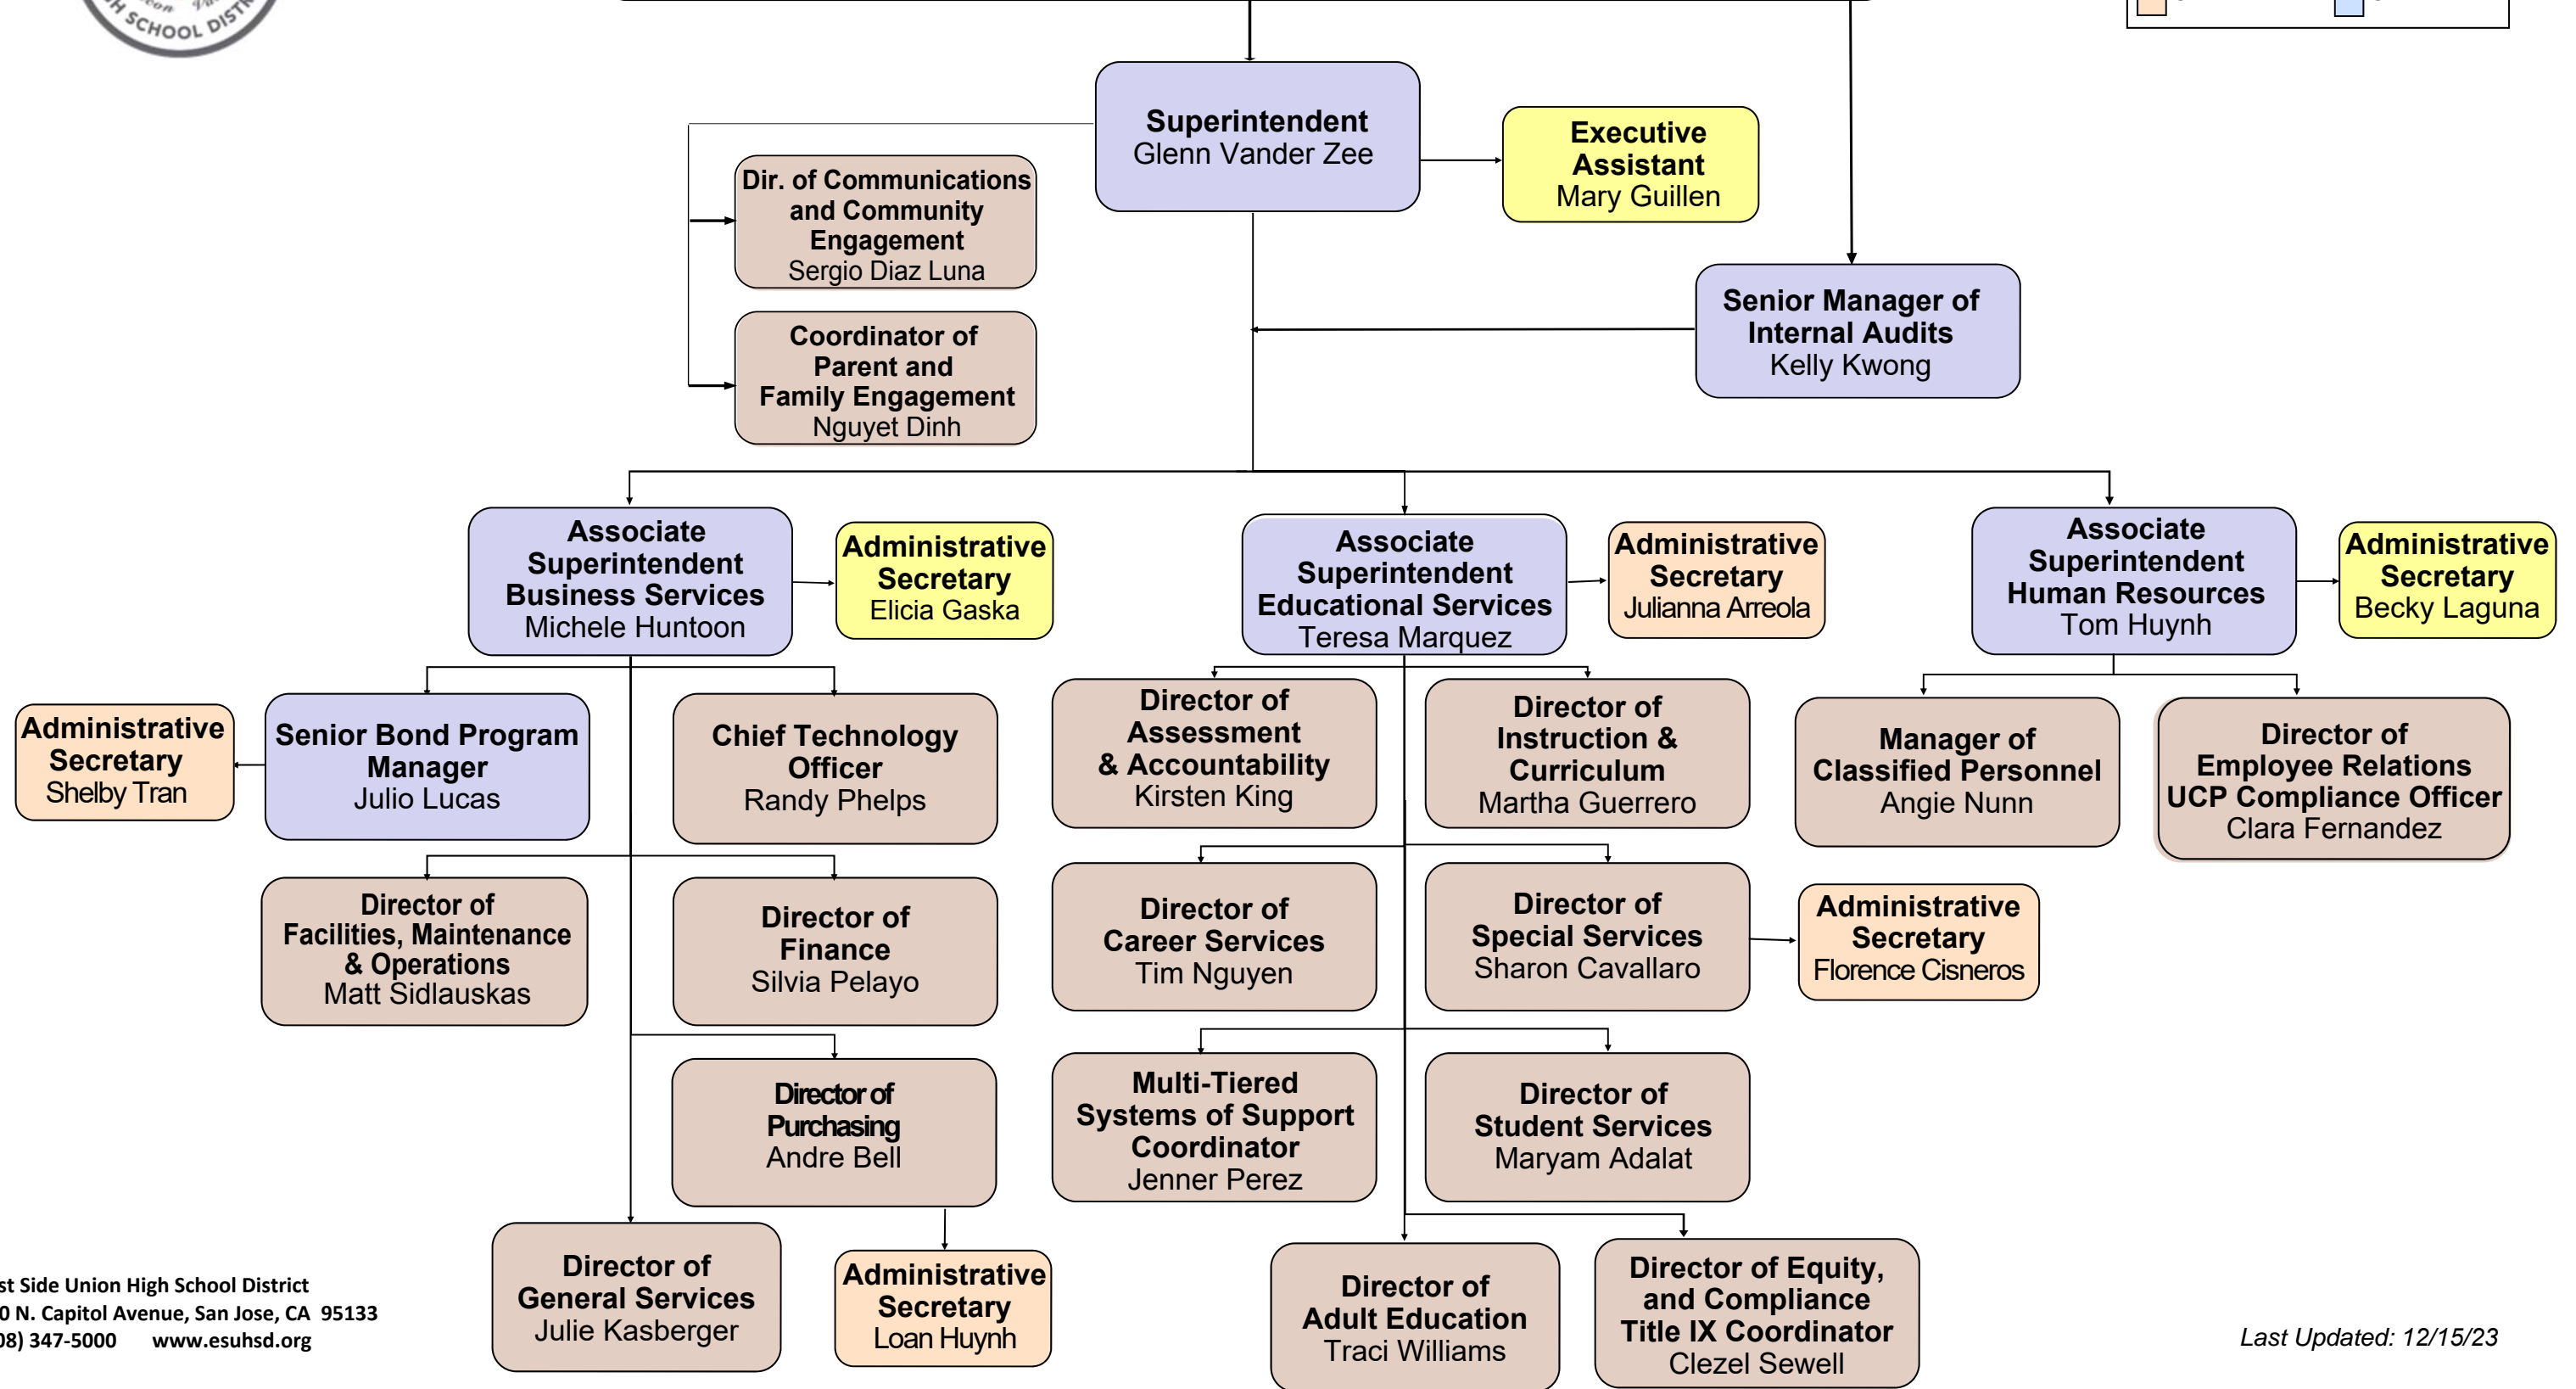 HIGH SCHOOL DISTRI
Superintendent
Glenn Vander Zee
Executive
Assistant
Mary Guillen
Dir. of Communications
and Community
Engagement
Sergio Diaz Luna
Senior Manager of
Internal Audits
Kelly Kwong
Coordinator of
Parent and
Family Engagement
Nguyet Dinh
Associate
Superintendent
Business Services
Michele Huntoon
Administrative
Secretary
Elicia Gaska
Associate
Superintendent
Educational Services
Teresa Marquez
Administrative
Secretary
Julianna Arreola
Associate
Superintendent
Human Resources
Tom Huynh
Administrative
Secretary
Becky Laguna
Administrative
Secretary
Shelby Tran
Senior Bond Program
Manager
Julio Lucas
Chief Technology
Officer
Randy Phelps
Director of
Assessment
& Accountability
Kirsten King
Director of
Instruction &
Curriculum
Martha Guerrero
Manager of
Classified Personnel
Angie Nunn
Director of
Employee Relations
UCP Compliance Officer
Clara Fernandez
Director of
Facilities, Maintenance
& Operations
Matt Sidlauskas
Director of
Finance
Silvia Pelayo
Director of
Career Services
Tim Nguyen
Director of
Special Services
Sharon Cavallaro
Administrative
Secretary
Florence Cisneros
Director of
Purchasing
Andre Bell
Multi-Tiered
Systems of Support
Coordinator
Jenner Perez
Director of
Student Services
Maryam Adalat
Director of
General Services
Julie Kasberger
Administrative
Secretary
Loan Huynh
Director of
Adult Education
Traci Williams
Director of Equity,
and Compliance
Title IX Coordinator
Clezel Sewell
st Side Union High School District
0 N. Capitol Avenue, San Jose, CA 95133
08) 347-5000 www.esuhsd.org
Last Updated: 12/15/23